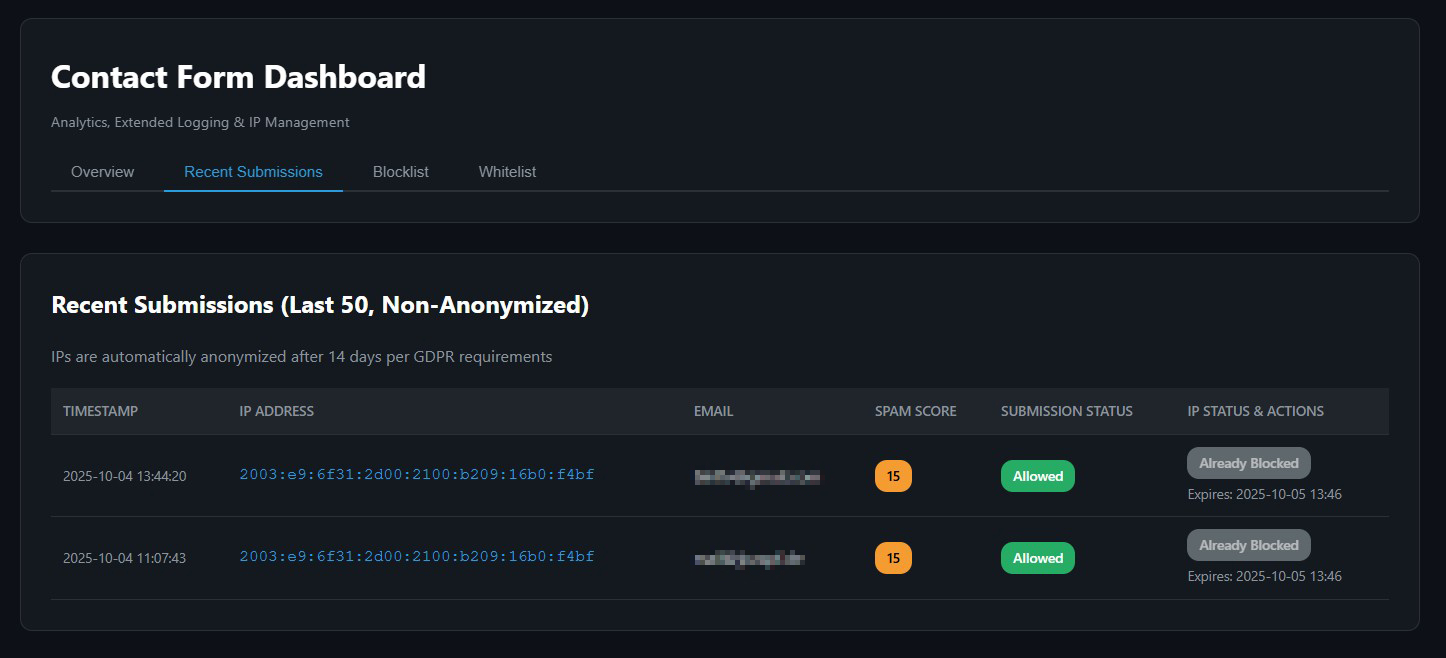 Contact Form Dashboard
Analytics, Extended Logging & IP Management
Overview Recent Submissions Blocklist Whitelist
Recent Submissions (Last 50, Non-Anonymized)
IPs are automatically anonymized after 14 days per GDPR requirements
TIMESTAMP IP ADDRESS EMAIL SPAM SCORE SUBMISSION STATUS IP STATUS & ACTIONS
2025-10-04 13:44:20 2003:e9:6f31:2d00:2100:b209:16b0:f4bf 15 Allowed Already Blocked
Expires: 2025-10-05 13:46
2025-10-04 11:07:43 2003:e9:6f31:2d00:2100:b209:16b0:f4bf 15 Allowed Already Blocked
Expires: 2025-10-05 13:46